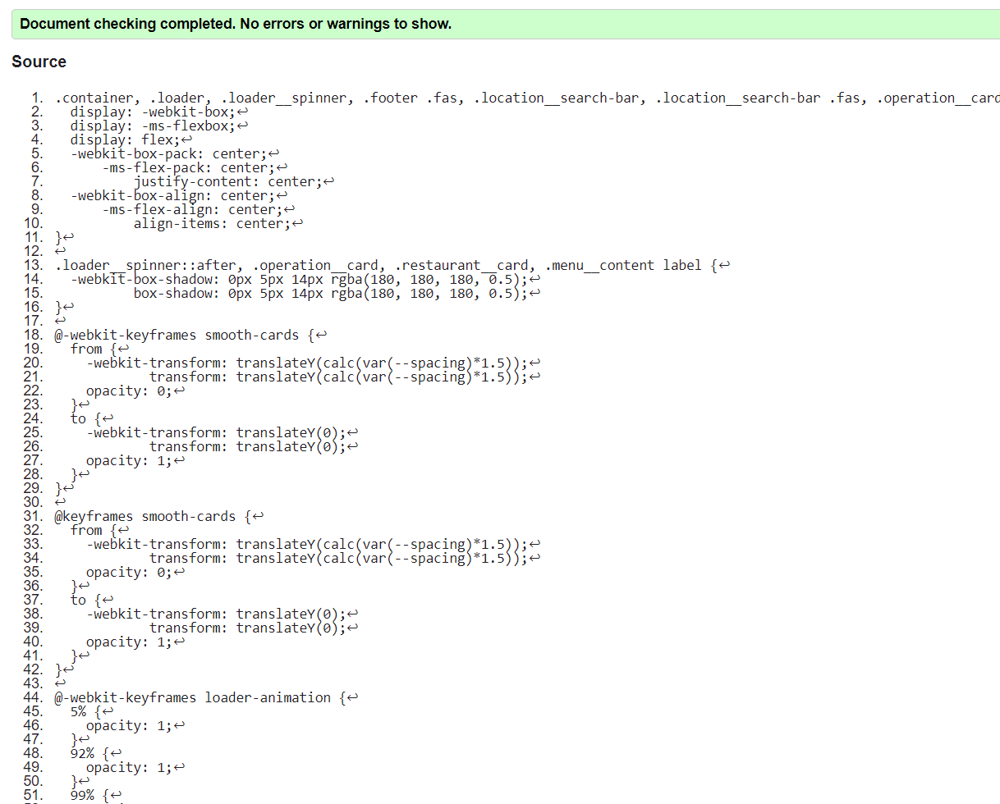 Document checking completed. No errors or warnings to show.
Source
1. .container, .loader, .loader__spinner, .footer .fas, .location__search-bar, .location__search-bar .fas, .operation__card
2.   display: -webkit-box;↩
3.   display: -ms-flexbox;↩
4.   display: flex;↩
5.   -webkit-box-pack: center;↩
6.       -ms-flex-pack: center;↩
7.           justify-content: center;↩
8.   -webkit-box-align: center;↩
9.       -ms-flex-align: center;↩
10.           align-items: center;↩
11. }↩
12. ↩
13. .loader__spinner::after, .operation__card, .restaurant__card, .menu__content label {↩
14.   -webkit-box-shadow: 0px 5px 14px rgba(180, 180, 180, 0.5);↩
15.           box-shadow: 0px 5px 14px rgba(180, 180, 180, 0.5);↩
16. }↩
17. ↩
18. @-webkit-keyframes smooth-cards {↩
19.   from {↩
20.     -webkit-transform: translateY(calc(var(--spacing)*1.5));↩
21.             transform: translateY(calc(var(--spacing)*1.5));↩
22.     opacity: 0;↩
23.   }↩
24.   to {↩
25.     -webkit-transform: translateY(0);↩
26.             transform: translateY(0);↩
27.     opacity: 1;↩
28.   }↩
29. }↩
30. ↩
31. @keyframes smooth-cards {↩
32.   from {↩
33.     -webkit-transform: translateY(calc(var(--spacing)*1.5));↩
34.             transform: translateY(calc(var(--spacing)*1.5));↩
35.     opacity: 0;↩
36.   }↩
37.   to {↩
38.     -webkit-transform: translateY(0);↩
39.             transform: translateY(0);↩
40.     opacity: 1;↩
41.   }↩
42. }↩
43. ↩
44. @-webkit-keyframes loader-animation {↩
45.   5% {↩
46.     opacity: 1;↩
47.   }↩
48.   92% {↩
49.     opacity: 1;↩
50.   }↩
51.   99% {↩